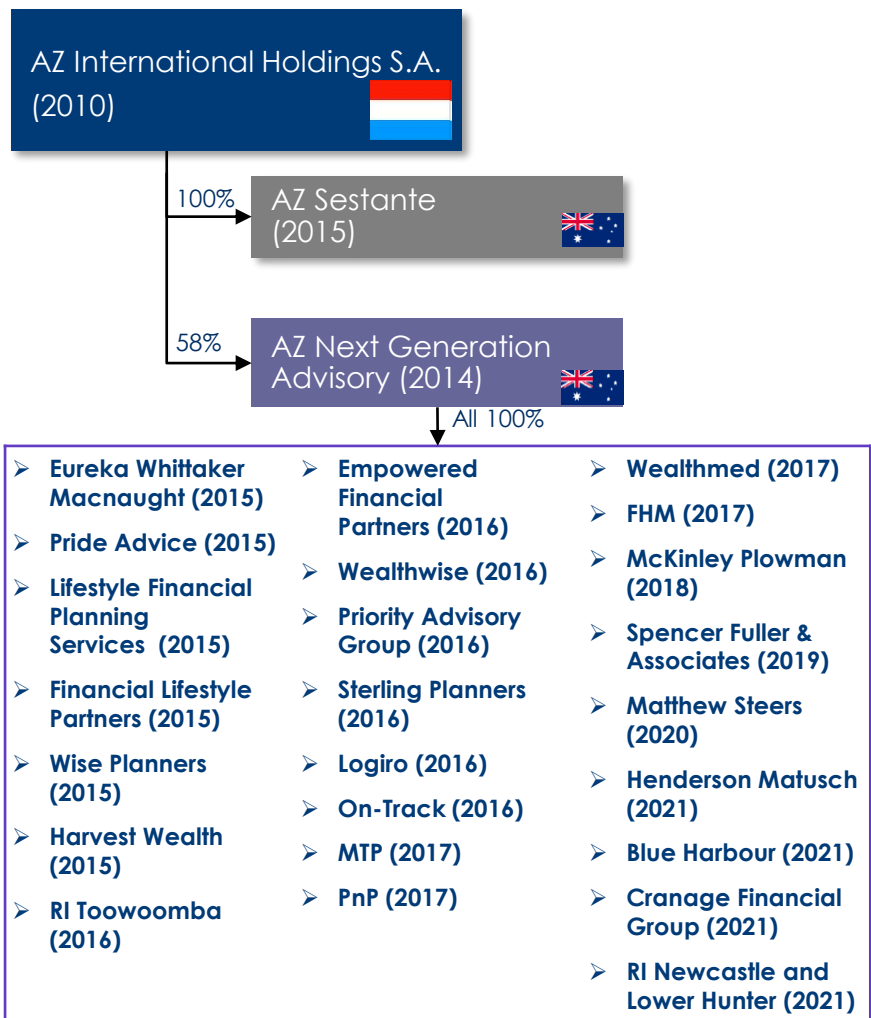 AZ International Holdings S.A.
(2010)
100%
AZ Sestante
(2015)
58%
AZ Next Generation
Advisory (2014)
All 100%
➢ Eureka Whittaker
Macnaught (2015)
➢ Pride Advice (2015)
➢ Lifestyle Financial
Planning
Services (2015)
➢ Financial Lifestyle
Partners (2015)
➢ Wise Planners
(2015)
➢ Harvest Wealth
(2015)
➢ RI Toowoomba
(2016)
➢ Empowered
Financial
Partners (2016)
➢ Wealthwise (2016)
➢ Priority Advisory
Group (2016)
➢ Sterling Planners
(2016)
➢ Logiro (2016)
➢ On-Track (2016)
➢ MTP (2017)
➢ PnP (2017)
➢ Wealthmed (2017)
➢ FHM (2017)
➢ McKinley Plowman
(2018)
➢ Spencer Fuller &
Associates (2019)
➢ Matthew Steers
(2020)
➢ Henderson Matusch
(2021)
➢ Blue Harbour (2021)
➢ Cranage Financial
Group (2021)
➢ RI Newcastle and
Lower Hunter (2021)